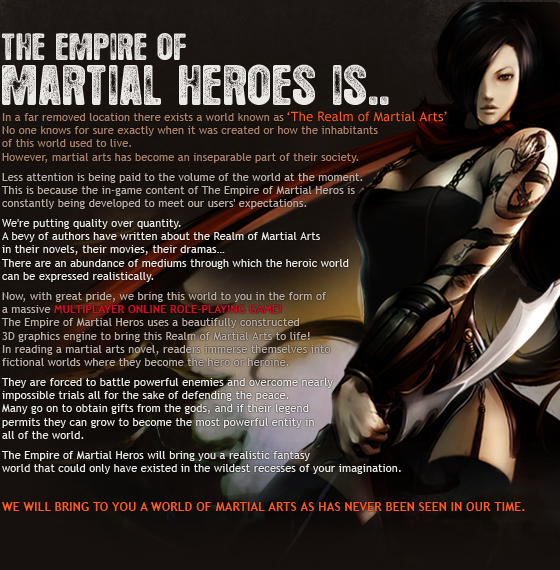 THE EMPIRE OF
MARTIAL HEROES IS..
In a far removed location there exists a world known as ‘The Realm of Martial Arts’
No one knows for sure exactly when it was created or how the inhabitants
of this world used to live.
However, martial arts has become an inseparable part of their society.
Less attention is being paid to the volume of the world at the moment.
This is because the in-game content of The Empire of Martial Heros is
constantly being developed to meet our users' expectations.
We're putting quality over quantity.
A bevy of authors have written about the Realm of Martial Arts
in their novels, their movies, their dramas...
There are an abundance of mediums through which the heroic world
can be expressed realistically.
Now, with great pride, we bring this world to you in the form of
a massive MULTIPLAYER ONLINE ROLE-PLAYING GAME!
The Empire of Martial Heros uses a beautifully constructed
3D graphics engine to bring this Realm of Martial Arts to life!
In reading a martial arts novel, readers immerse themselves into
fictional worlds where they become the hero or heroine.
They are forced to battle powerful enemies and overcome nearly
impossible trials all for the sake of defending the peace.
Many go on to obtain gifts from the gods, and if their legend
permits they can grow to become the most powerful entity in
all of the world.
The Empire of Martial Heros will bring you a realistic fantasy
world that could only have existed in the wildest recesses of your imagination.
WE WILL BRING TO YOU A WORLD OF MARTIAL ARTS AS HAS NEVER BEEN SEEN IN OUR TIME.